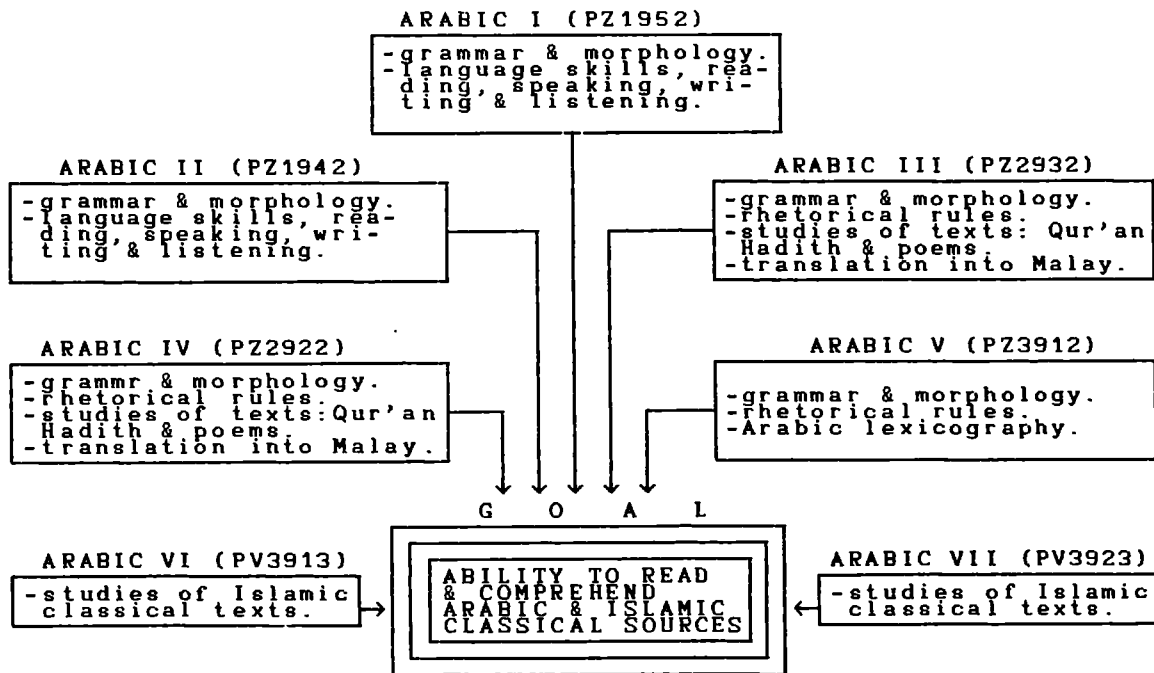 ARABIC I (PZ1952)
-grammar & morphology.
-language skills, rea-
ding, speaking, wri-
ting & listening.
ARABIC II (PZ1942)
-grammar & morphology.
-language skills, rea-
ding, speaking, wri-
ting & listening.
ARABIC III (PZ2932)
-grammar & morphology.
-rhetorical rules.
-studies of texts: Qur'an
Hadith & poems.
-translation into Malay.
ARABIC IV (PZ2922)
-grammr & morphology.
-rhetorical rules.
-studies of texts:Qur'an
Hadith & poems.
-translation into Malay.
ARABIC V (PZ3912)
-grammar & morphology.
-rhetorical rules.
-Arabic lexicography.
G O A L
ARABIC VI (PV3913)
-studies of Islamic
classical texts.
ABILITY TO READ
& COMPREHEND
ARABIC & ISLAMIC
CLASSICAL SOURCES
ARABIC VII (PV3923)
-studies of Islamic
classical texts.